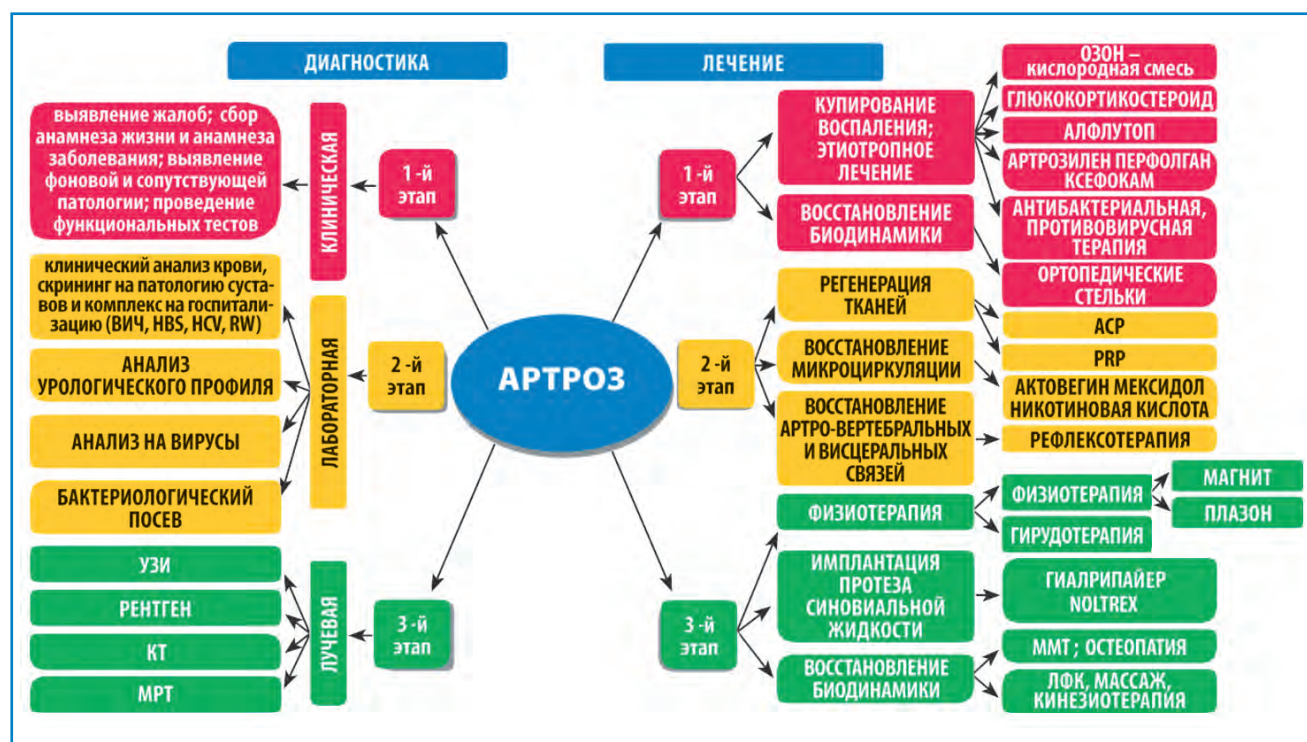 ДИАГНОСТИКА
ЛЕЧЕНИЕ
выявление жалоб; сбор
анамнеза жизни и анамнеза
заболевания; выявление
фоновой и сопутствующей
патологии; проведение
функциональных тестов
КЛИНИЧЕСКАЯ
1-й
этап
клинический анализ крови,
скрининг на патологию суста-
вов и комплекс на госпитали-
зацию (ВИЧ, HBS, HCV, RW)
АНАЛИЗ
УРОЛОГИЧЕСКОГО ПРОФИЛЯ
АНАЛИЗ НА ВИРУСЫ
БАКТЕРИОЛОГИЧЕСКИЙ
ПОСЕВ
ЛАБОРАТОРНАЯ
2-й
этап
УЗИ
РЕНТГЕН
КТ
МРТ
ЛУЧЕВАЯ
3-й
этап
АРТРОЗ
1-й
этап
КУПИРОВАНИЕ
ВОСПАЛЕНИЯ;
ЭТИОТРОПНОЕ
ЛЕЧЕНИЕ
ВОССТАНОВЛЕНИЕ
БИОДИНАМИКИ
ОЗОН –
кислородная смесь
ГЛЮКОКОРТИКОСТЕРОИД
АЛФЛУТОП
АРТРОЗИЛЕН ПЕРФОЛГАН
КСЕФОКАМ
АНТИБАКТЕРИАЛЬНАЯ,
ПРОТИВОВИРУСНАЯ
ТЕРАПИЯ
ОРТОПЕДИЧЕСКИЕ
СТЕЛЬКИ
2-й
этап
РЕГЕНЕРАЦИЯ
ТКАНЕЙ
ВОССТАНОВЛЕНИЕ
МИКРОЦИРКУЛЯЦИИ
ВОССТАНОВЛЕНИЕ
АРТРО-ВЕРТЕБРАЛЬНЫХ
И ВИСЦЕРАЛЬНЫХ
СВЯЗЕЙ
ACP
PRP
АКТОВЕГИН МЕКСИДОЛ
НИКОТИНОВАЯ КИСЛОТА
РЕФЛЕКСОТЕРАПИЯ
3-й
этап
ФИЗИОТЕРАПИЯ
ИМПЛАНТАЦИЯ
ПРОТЕЗА
СИНОВИАЛЬНОЙ
ЖИДКОСТИ
ВОССТАНОВЛЕНИЕ
БИОДИНАМИКИ
ФИЗИОТЕРАПИЯ
ГИРУДОТЕРАПИЯ
МАГНИТ
ПЛАЗОН
ГИАЛРИПАЙЕР
NOLTREX
ММТ ; ОСТЕОПАТИЯ
ЛФК, МАССАЖ,
КИНЕЗИОТЕРАПИЯ